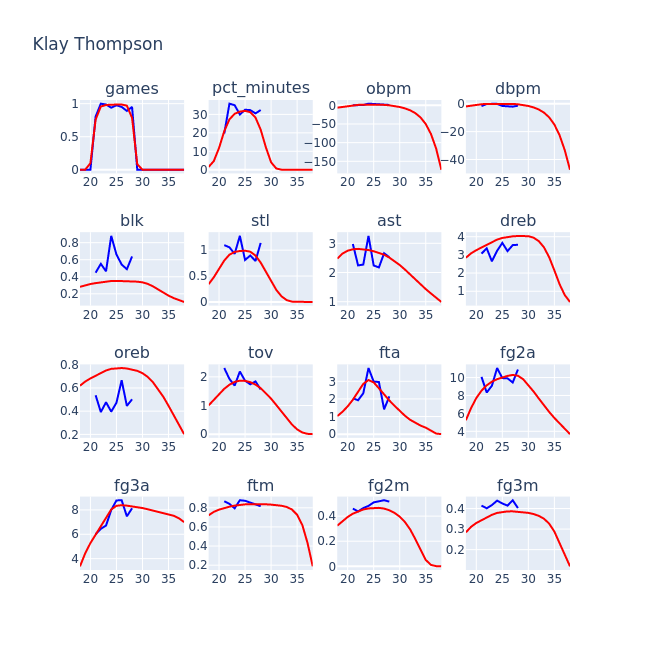 Klay Thompson
games pct_minutes obpm dbpm
1 0.5 0 20 25 30 35
30 20 10 0 20 25 30 35
0 −50 −100 −150 20 25 30 35
0 −20 −40 20 25 30 35
blk stl ast dreb
0.8 0.6 0.4 0.2 20 25 30 35
1 0.5 0 20 25 30 35
3 2 1 20 25 30 35
4 3 2 1 20 25 30 35
oreb tov fta fg2a
0.8 0.6 0.4 0.2 20 25 30 35
2 1 0 20 25 30 35
3 2 1 0 20 25 30 35
10 8 6 4 20 25 30 35
fg3a ftm fg2m fg3m
8 6 4 20 25 30 35
0.8 0.6 0.4 0.2 20 25 30 35
0.4 0.2 0 20 25 30 35
0.4 0.3 0.2 20 25 30 35